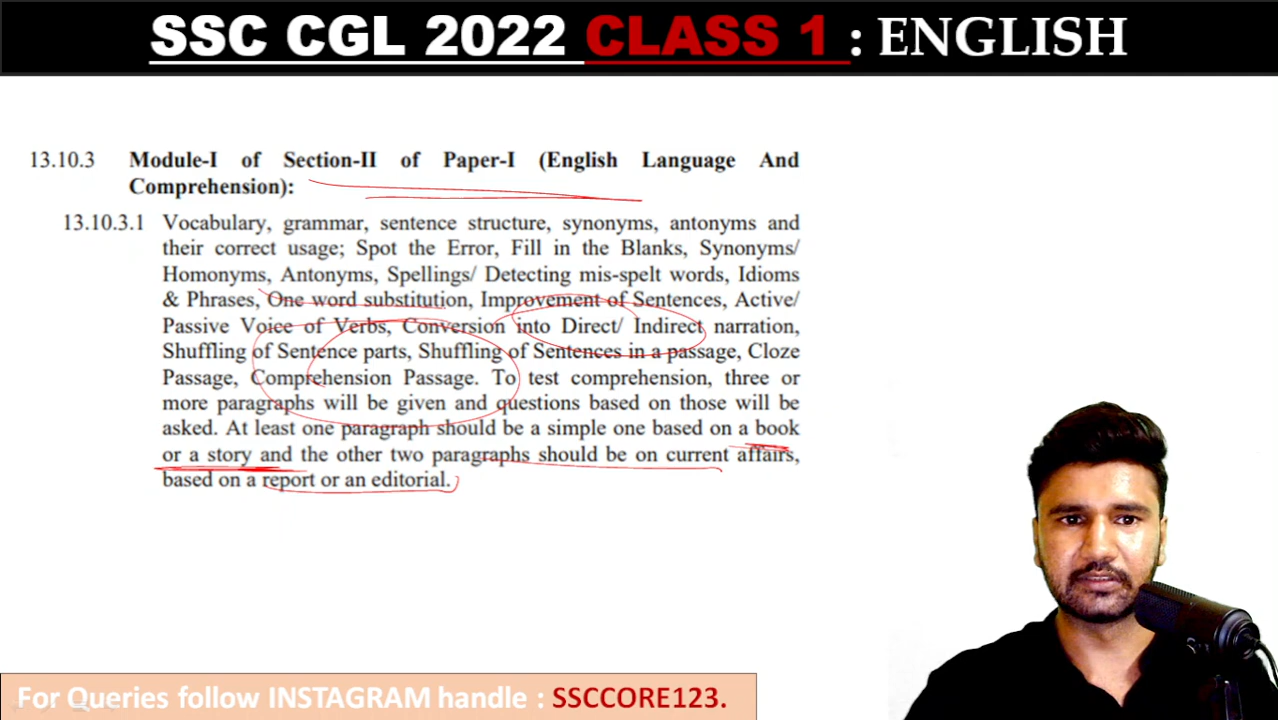 SSC CGL 2022 CLASS 1 : ENGLISH
13.10.3 Module-I of Section-II of Paper-I (English Language And
Comprehension):
13.10.3.1 Vocabulary, grammar, sentence structure, synonyms, antonyms and
their correct usage; Spot the Error, Fill in the Blanks, Synonyms/
Homonyms, Antonyms, Spellings/ Detecting mis-spelt words, Idioms
& Phrases, One word substitution, Improvement of Sentences, Active/
Passive Voice of Verbs, Conversion into Direct/ Indirect narration,
Shuffling of Sentence parts, Shuffling of Sentences in a passage, Cloze
Passage, Comprehension Passage. To test comprehension, three or
more paragraphs will be given and questions based on those will be
asked. At least one paragraph should be a simple one based on a book
or a story and the other two paragraphs should be on current affairs,
based on a report or an editorial.
For Queries follow INSTAGRAM handle : SSCCORE123.